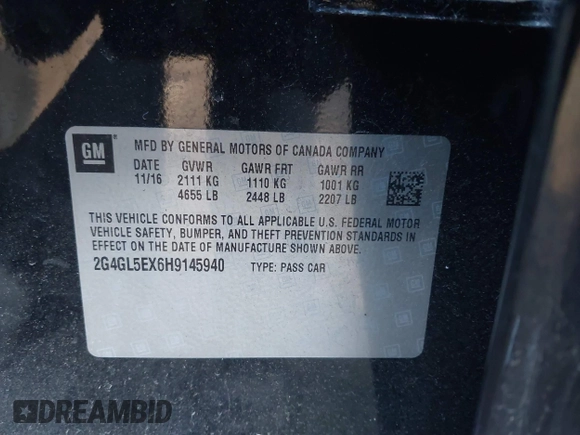 GM
MFD BY GENERAL MOTORS OF CANADA COMPANY
DATE GVWR GAWR FRT GAWR RR
11/16 2111 KG 1110 KG 1001 KG
4655 LB 2448 LB 2207 LB
THIS VEHICLE CONFORMS TO ALL APPLICABLE U.S. FEDERAL MOTOR
VEHICLE SAFETY, BUMPER, AND THEFT PREVENTION STANDARDS IN
EFFECT ON THE DATE OF MANUFACTURE SHOWN ABOVE.
2G4GL5EX6H9145940 TYPE: PASS CAR
DREAMBID